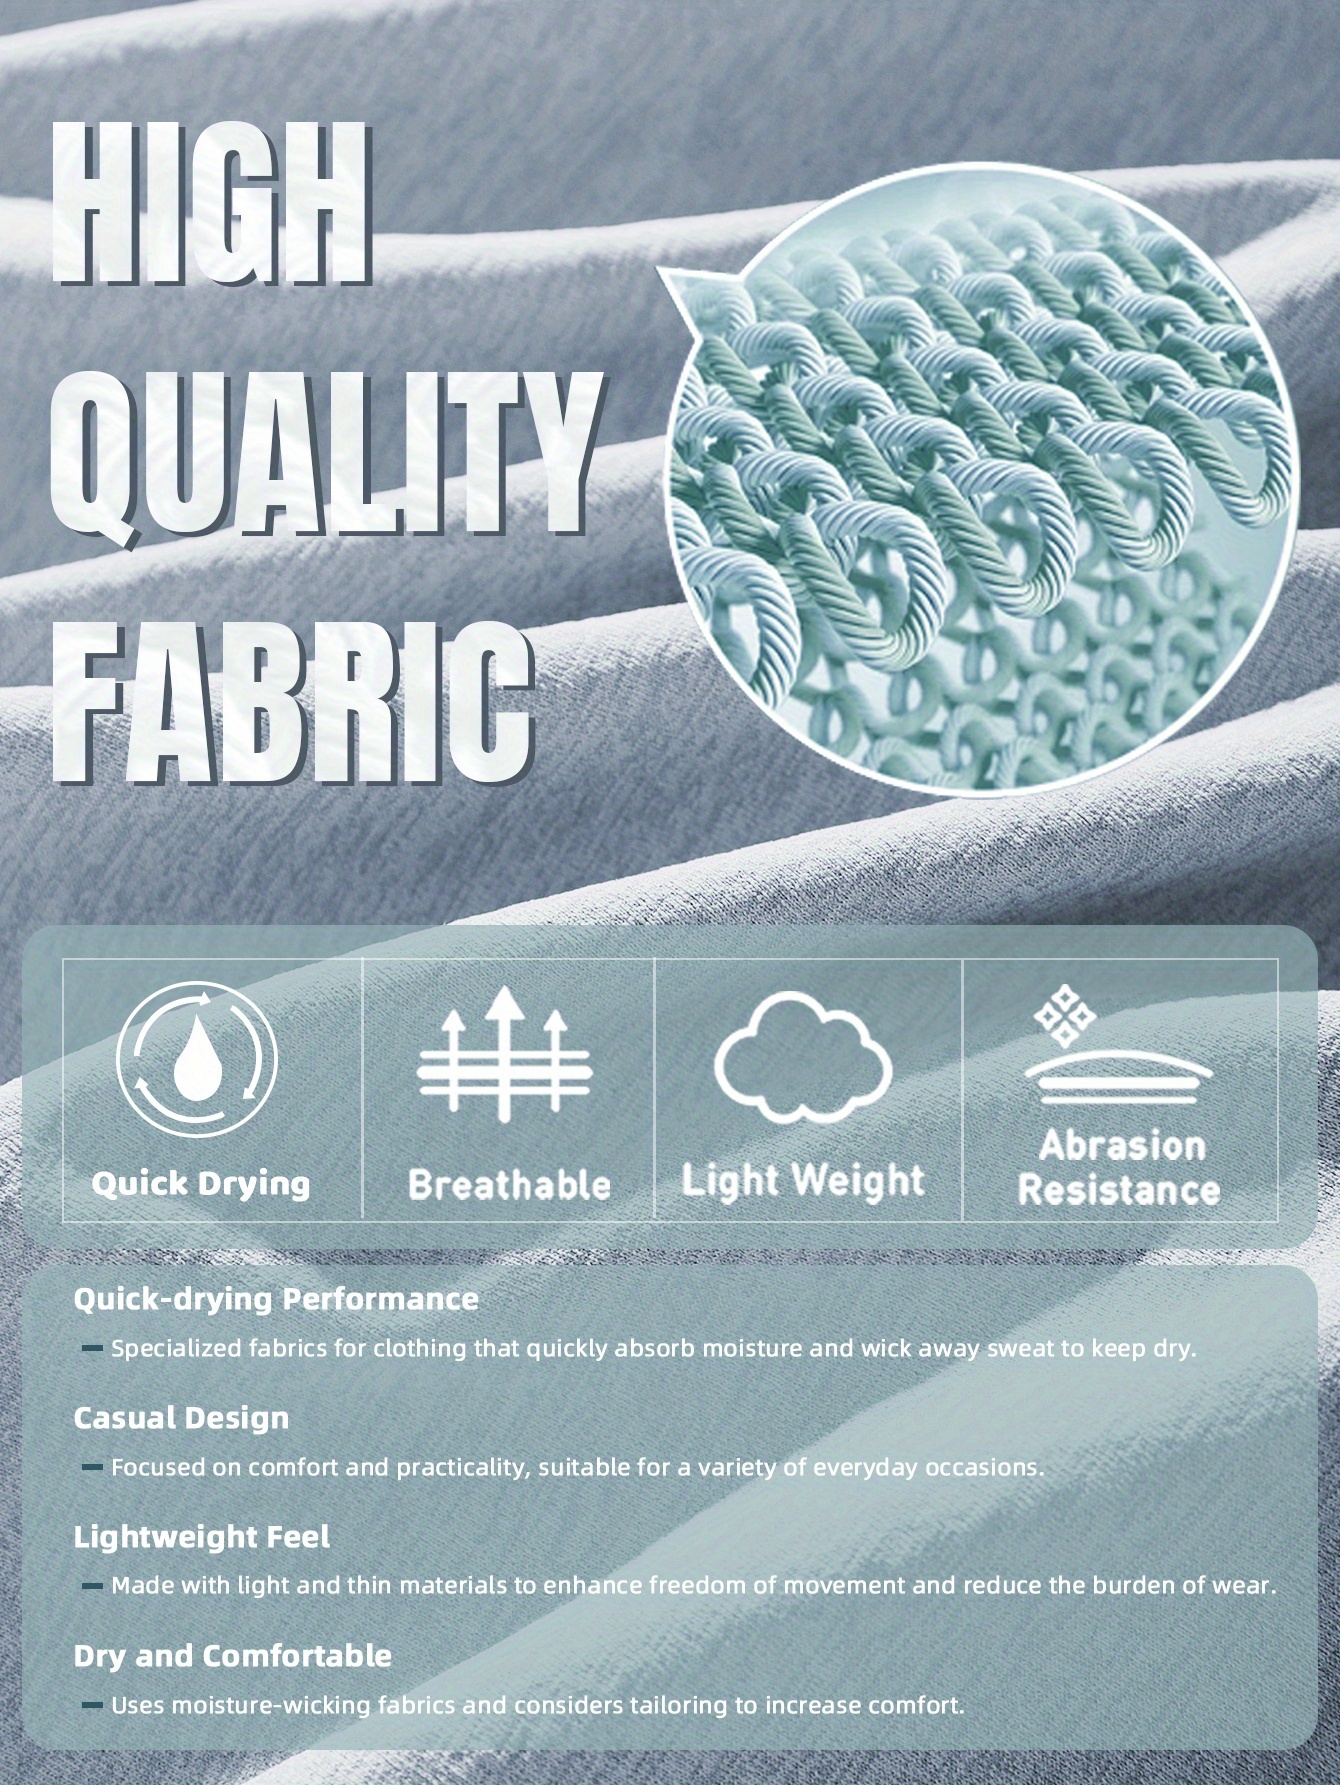 HIGH
QUALITY
FABRIC
Quick Drying
Breathable
Light Weight
Abrasion
Resistance
Quick-drying Performance
Specialized fabrics for clothing that quickly absorb moisture and wick away sweat to keep dry.
Casual Design
Focused on comfort and practicality, suitable for a variety of everyday occasions.
Lightweight Feel
Made with light and thin materials to enhance freedom of movement and reduce the burden of wear.
Dry and Comfortable
Uses moisture-wicking fabrics and considers tailoring to increase comfort.